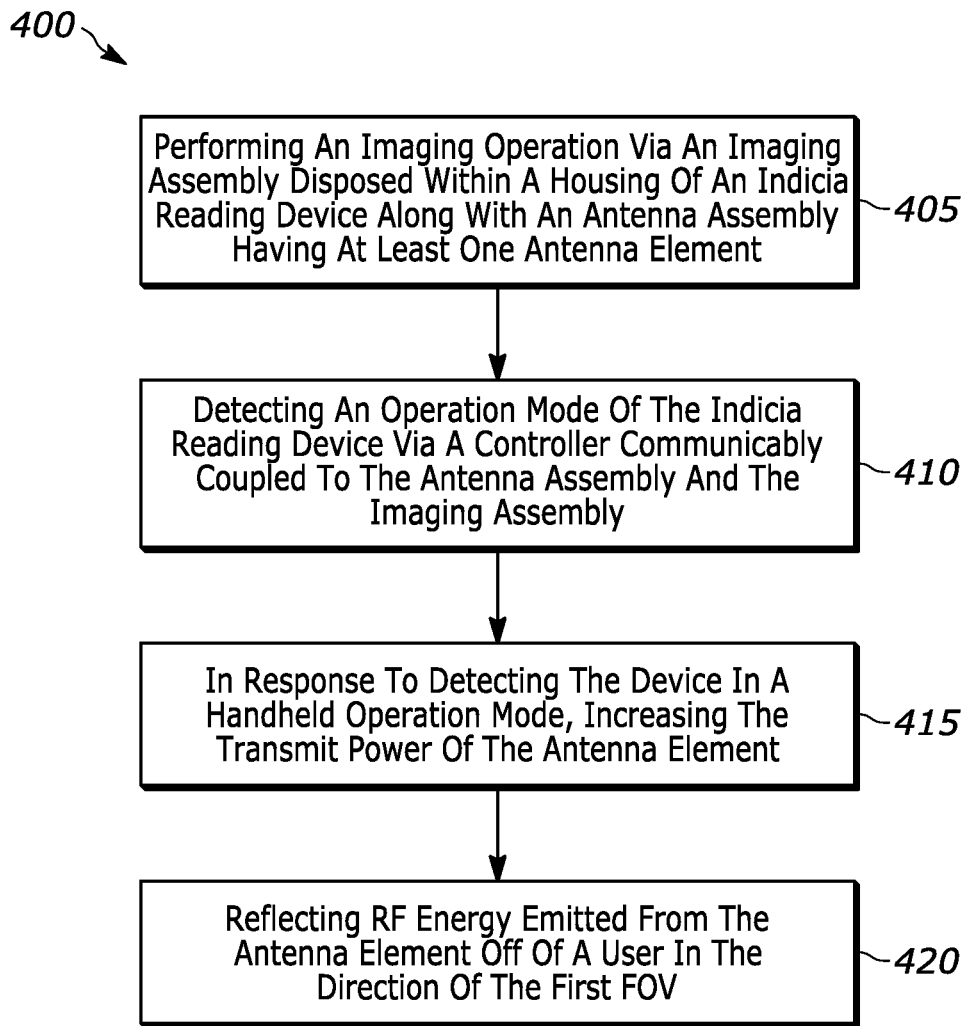 400
Performing An Imaging Operation Via An Imaging
Assembly Disposed Within A Housing Of An Indicia
Reading Device Along With An Antenna Assembly
Having At Least One Antenna Element
405
Detecting An Operation Mode Of The Indicia
Reading Device Via A Controller Communicably
Coupled To The Antenna Assembly And The
Imaging Assembly
410
In Response To Detecting The Device In A
Handheld Operation Mode, Increasing The
Transmit Power Of The Antenna Element
415
Reflecting RF Energy Emitted From The
Antenna Element Off Of A User In The
Direction Of The First FOV
420